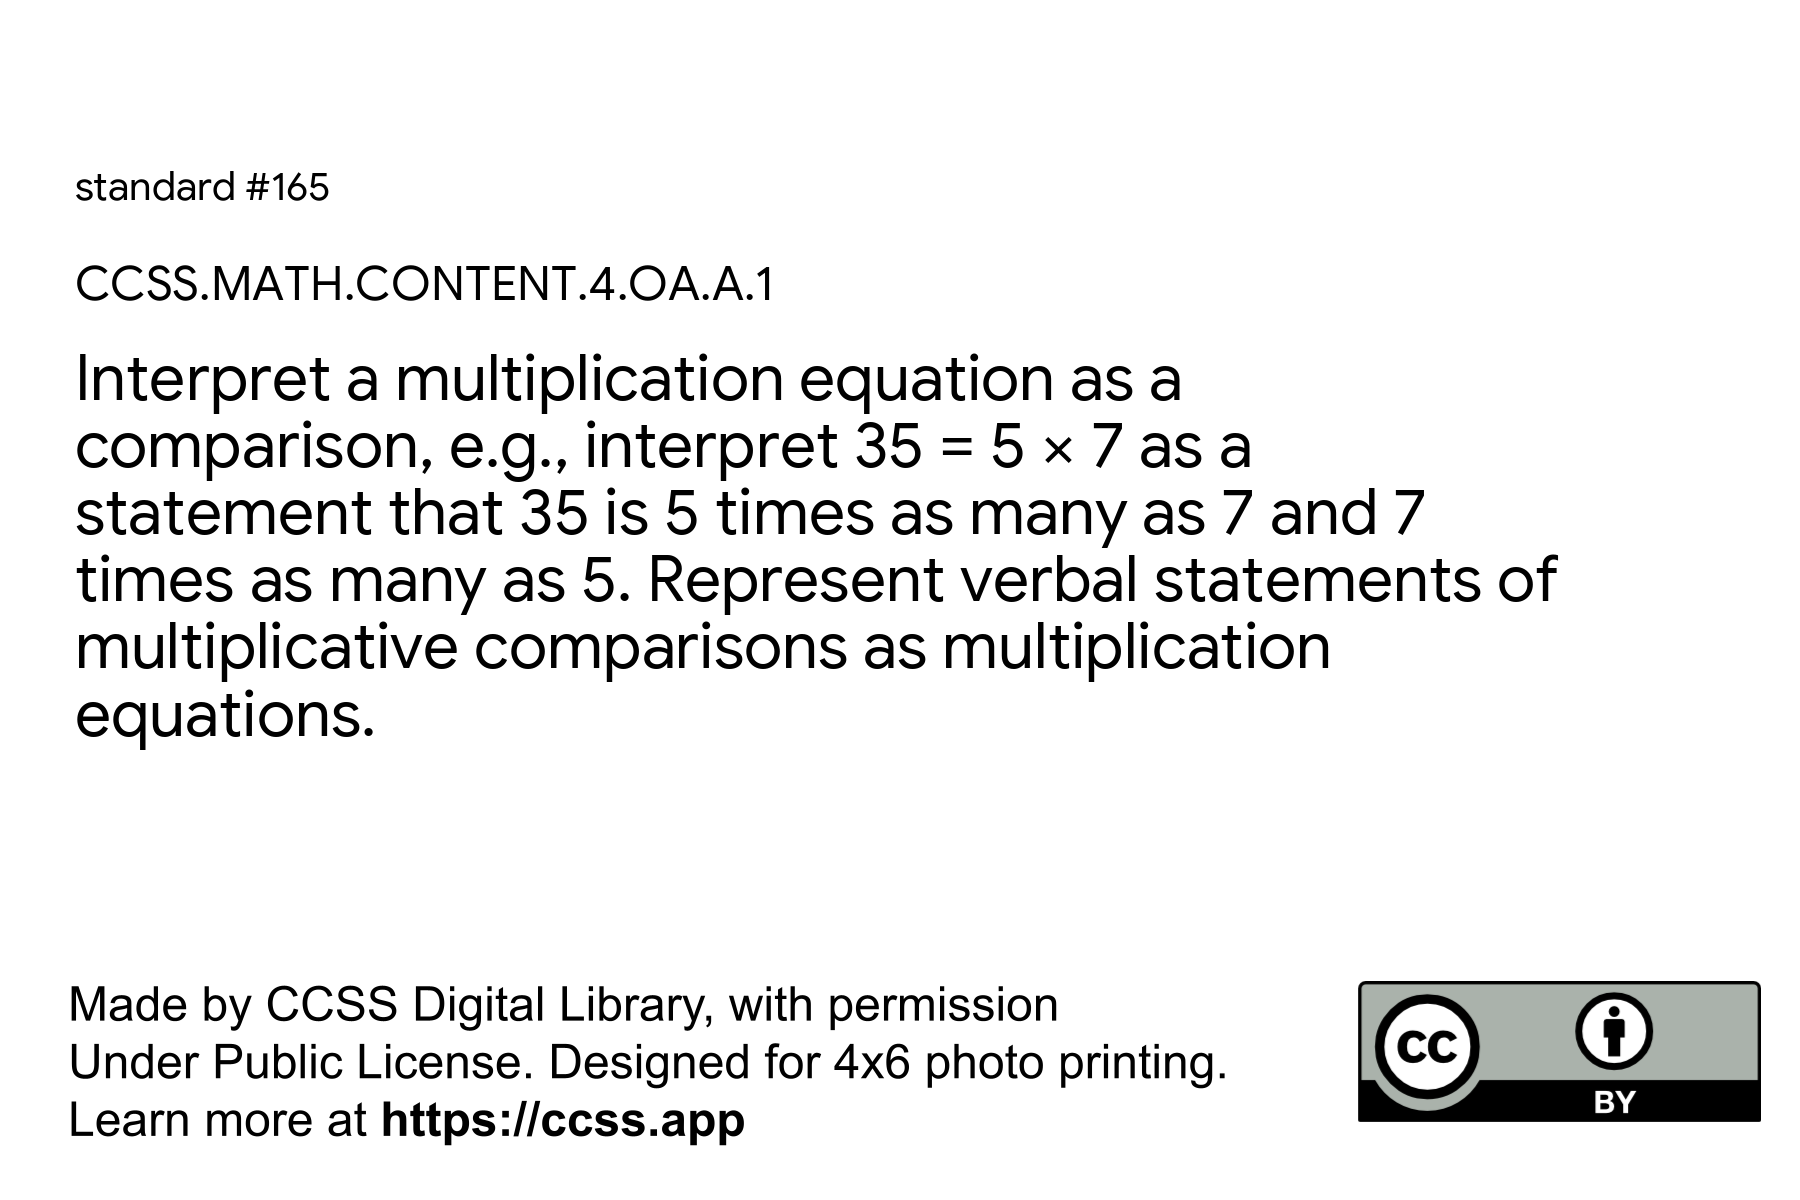 standard #165
CCSS.MATH.CONTENT.4.OA.A.1
Interpret a multiplication equation as a
comparison, e.g., interpret 35 = 5 × 7 as a
statement that 35 is 5 times as many as 7 and 7
times as many as 5. Represent verbal statements of
multiplicative comparisons as multiplication
equations.
Made by CCSS Digital Library, with permission
Under Public License. Designed for 4x6 photo printing.
Learn more at https://ccss.app
cc
BY